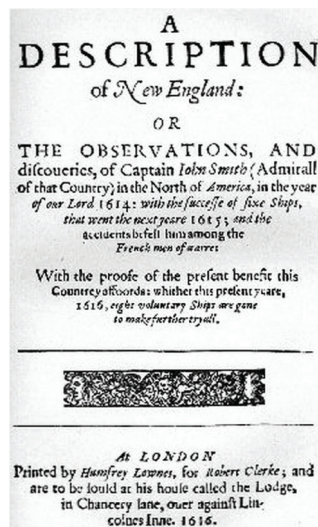 A
DESCRIPTION
of New England:
OR
THE OBSERVATIONS, AND
discoueries, of Captain Iohn Smith (Admirall
of that Country) in the North of America, in the year
of our Lord 1614: with the successe of sixe Ships,
that went the next yeare 1615; and the
accidents befell him among the
French men of warre:
With the proofe of the present benefit this
Countrey affoords: whither this present yeare,
1616, eight voluntary Ships are gone
to make further tryall.
At LONDON
Printed by Humfrey Lownes, for Robert Clerke; and
are to be sould at his house called the Lodge,
in Chancery lane, ouer against Lin-
colnes Inne. 1616.